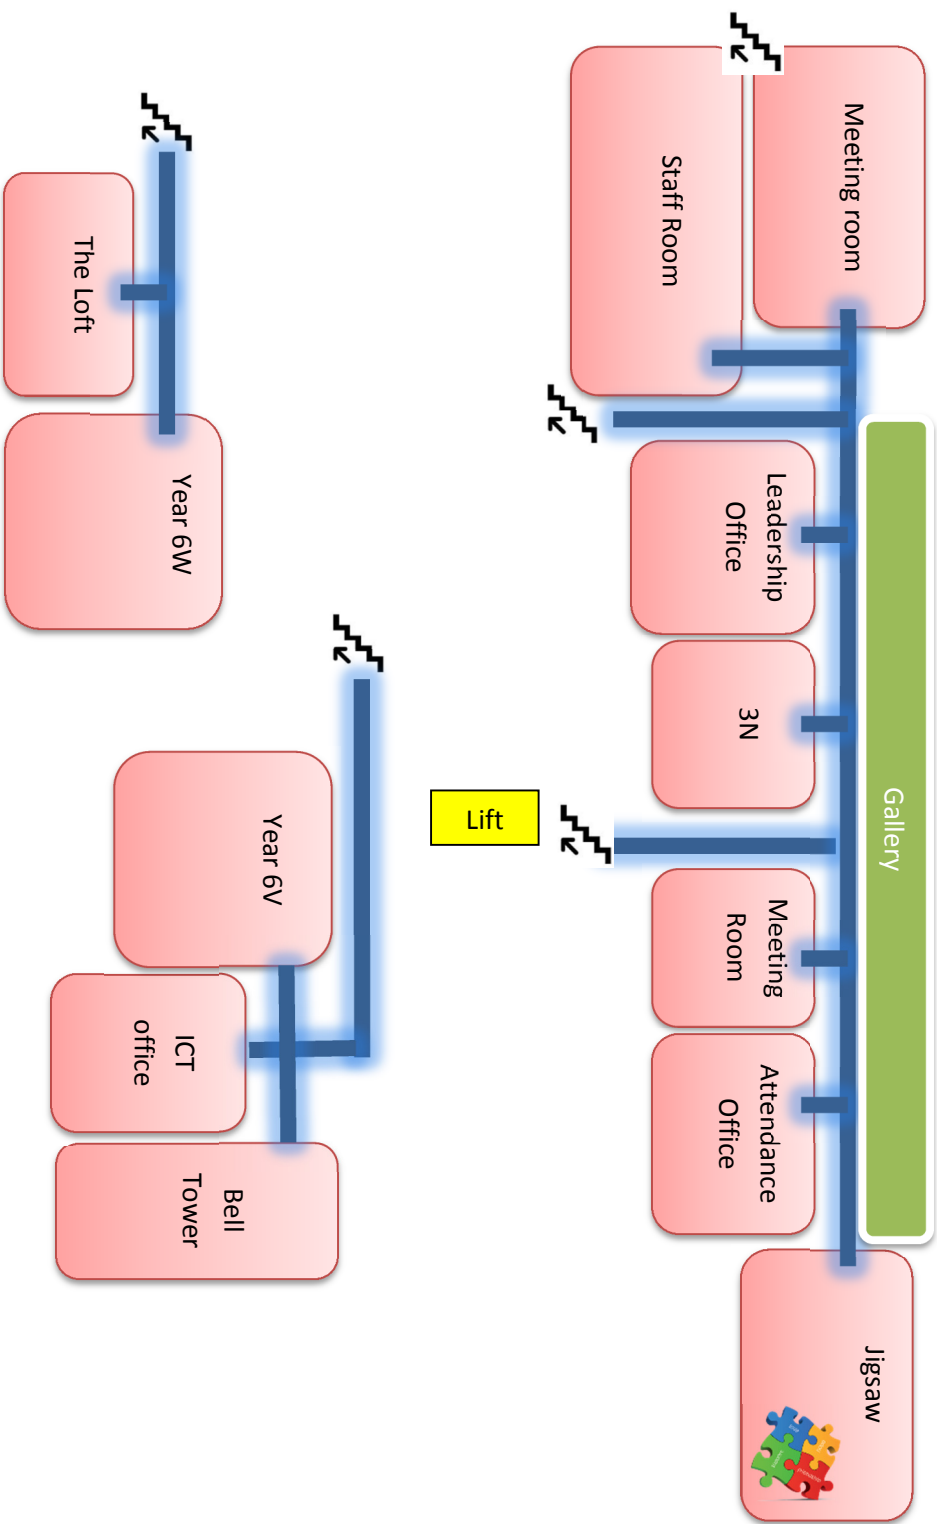 Meeting room
Staff Room
Gallery
Leadership
Office
3N
Meeting
Room
Attendance
Office
Jigsaw
Lift
The Loft
Year 6W
Year 6V
ICT
office
Bell
Tower